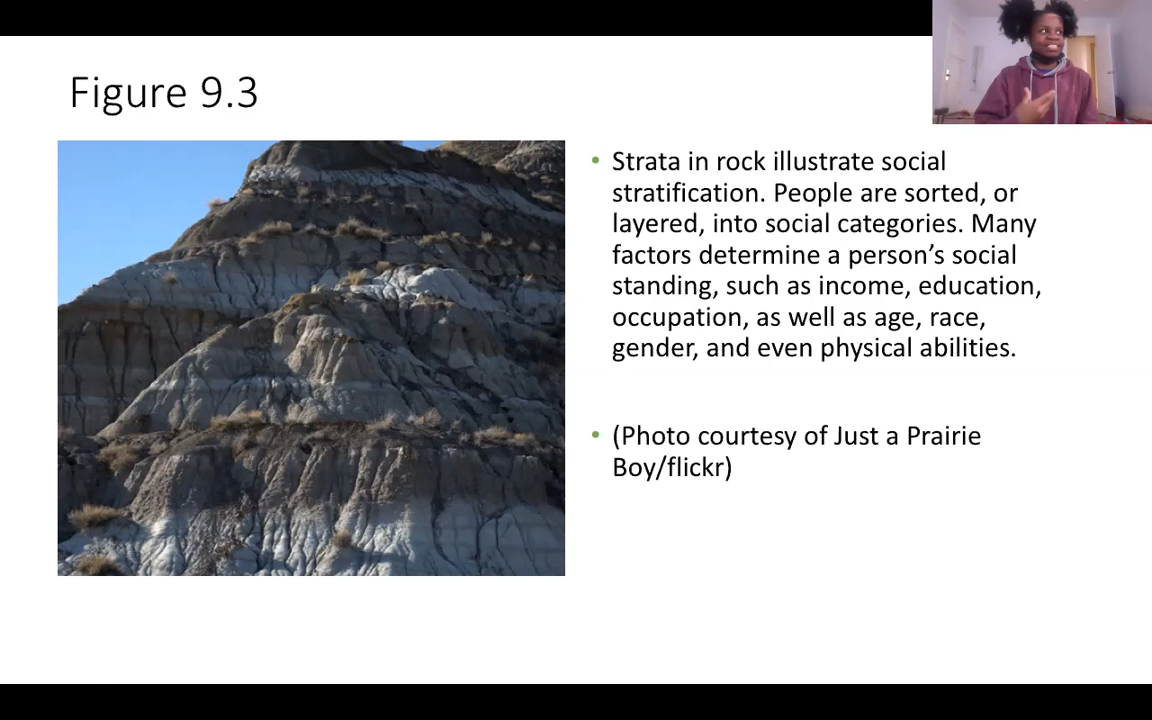 Figure 9.3
• Strata in rock illustrate social
stratification. People are sorted, or
layered, into social categories. Many
factors determine a person’s social
standing, such as income, education,
occupation, as well as age, race,
gender, and even physical abilities.
• (Photo courtesy of Just a Prairie
Boy/flickr)